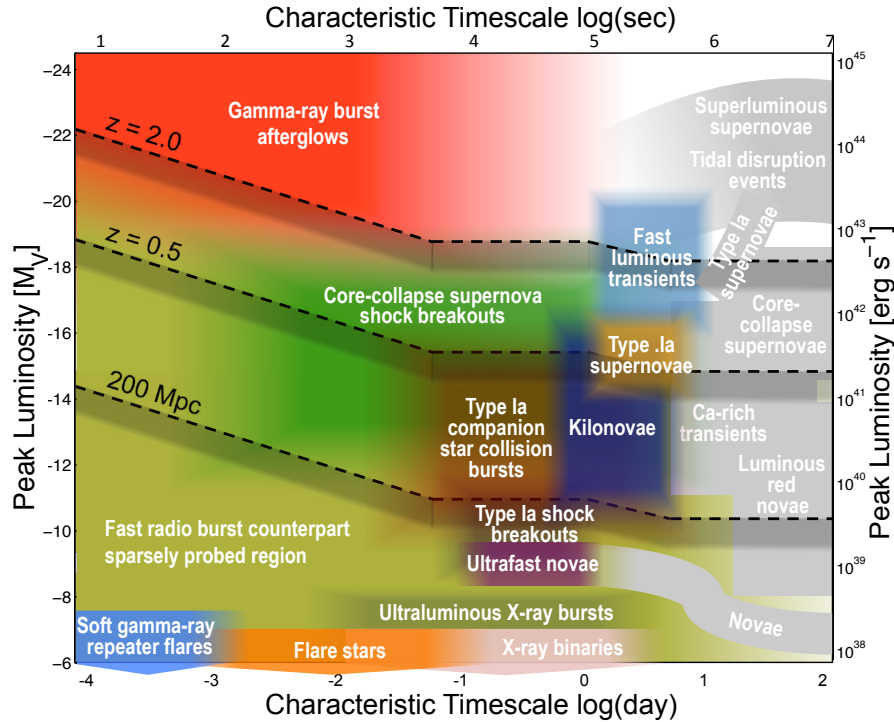 Characteristic Timescale log(sec)
1 2 3 4 5 6 7
Peak Luminosity [M_V]
−24
−22
−20
−18
−16
−14
−12
−10
−8
−6
10^45
10^44
10^43
10^42
10^41
10^40
10^39
10^38
Peak Luminosity [erg s^−1]
Gamma-ray burst
afterglows
Superluminous
supernovae
Tidal disruption
events
z = 2.0
z = 0.5
200 Mpc
Fast
luminous
transients
Type Ia
supernovae
Core-collapse supernova
shock breakouts
Core-
collapse
supernovae
Type .Ia
supernovae
Type Ia
companion
star collision
bursts
Kilonovae
Ca-rich
transients
Luminous
red
novae
Fast radio burst counterpart
sparsely probed region
Type Ia shock
breakouts
Ultrafast novae
Ultraluminous X-ray bursts
Novae
Soft gamma-ray
repeater flares
Flare stars
X-ray binaries
-4 -3 -2 -1 0 1 2
Characteristic Timescale log(day)